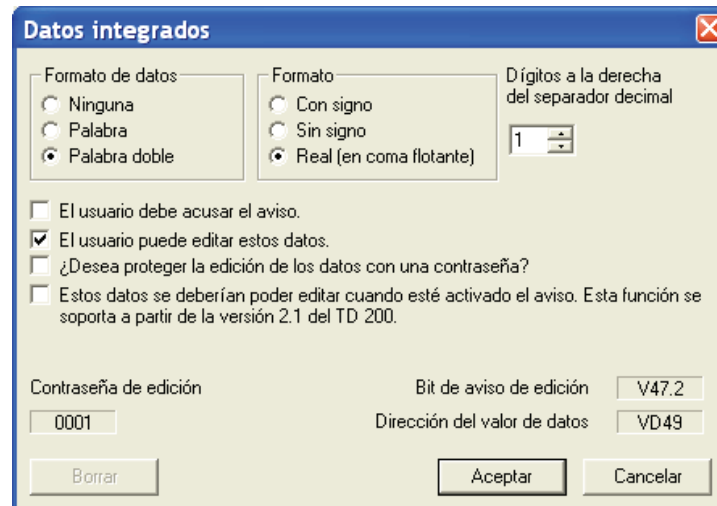 Datos integrados
Formato de datos
Ninguna
Palabra
Palabra doble
Formato
Con signo
Sin signo
Real (en coma flotante)
Dígitos a la derecha
del separador decimal
1
El usuario debe acusar el aviso.
El usuario puede editar estos datos.
¿Desea proteger la edición de los datos con una contraseña?
Estos datos se deberían poder editar cuando esté activado el aviso. Esta función se
soporta a partir de la versión 2.1 del TD 200.
Contraseña de edición
0001
Bit de aviso de edición V47.2
Dirección del valor de datos VD49
Borrar
Aceptar
Cancelar